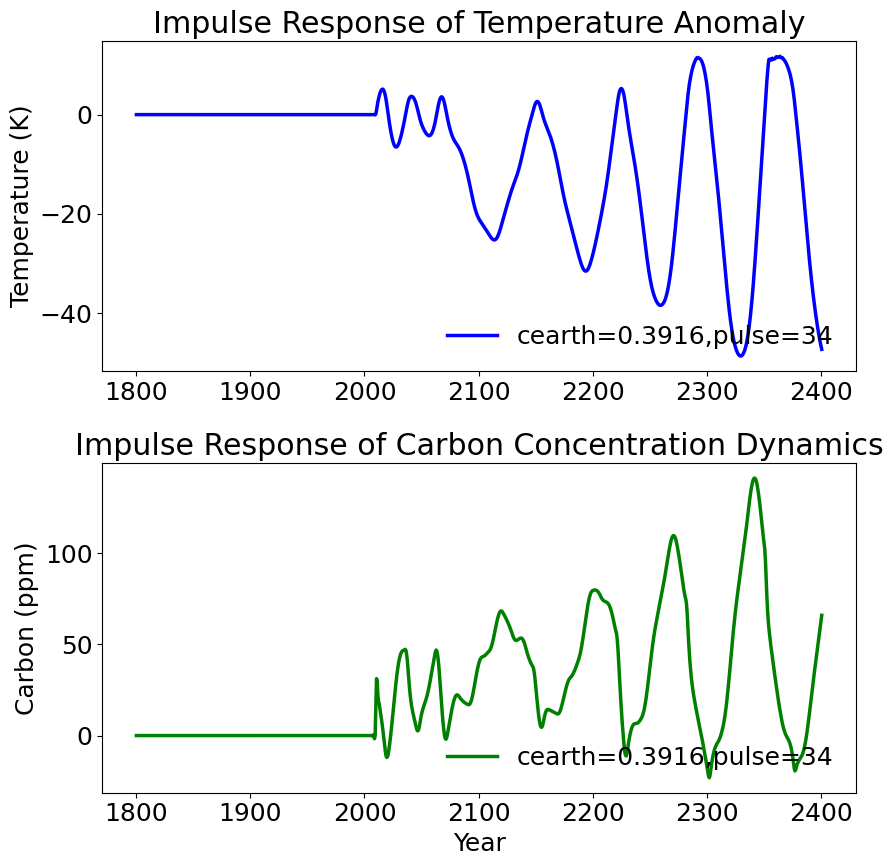 Impulse Response of Temperature Anomaly
Temperature (K)
0
−20
−40
cearth=0.3916,pulse=34
1800 1900 2000 2100 2200 2300 2400
Impulse Response of Carbon Concentration Dynamics
Carbon (ppm)
100
50
0
cearth=0.3916,pulse=34
1800 1900 2000 2100 2200 2300 2400
Year